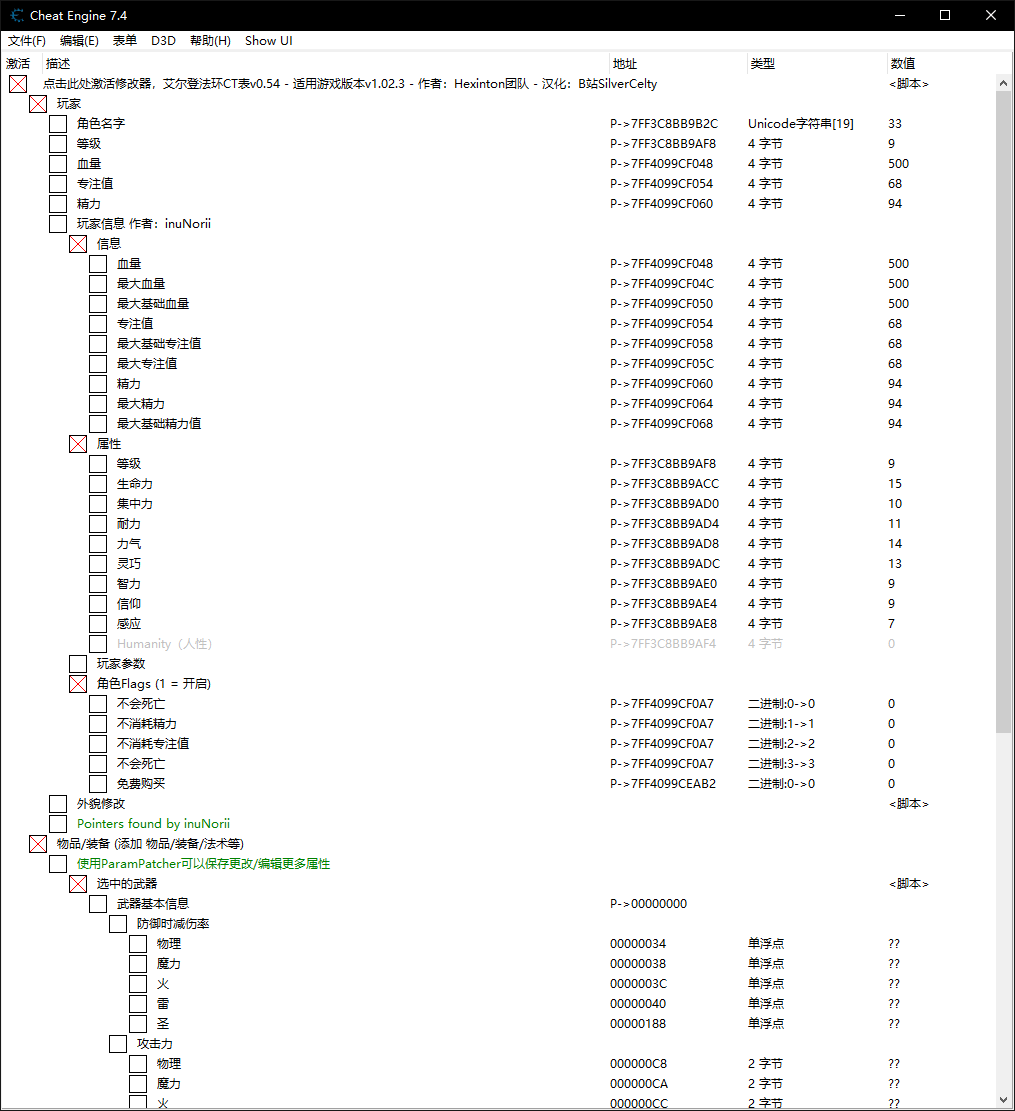 Cheat Engine 7.4
文件(F) 编辑(E) 表单 D3D 帮助(H) Show UI
激活 描述 地址 类型 数值
点击此处激活修改器，艾尔登法环CT表v0.54 - 适用游戏版本v1.02.3 - 作者：Hexinton团队 - 汉化：B站SilverCelty <脚本>
玩家
角色名字 P->7FF3C8BB9B2C Unicode字符串[19] 33
等级 P->7FF3C8BB9AF8 4 字节 9
血量 P->7FF4099CF048 4 字节 500
专注值 P->7FF4099CF054 4 字节 68
精力 P->7FF4099CF060 4 字节 94
玩家信息 作者：inuNorii
信息
血量 P->7FF4099CF048 4 字节 500
最大血量 P->7FF4099CF04C 4 字节 500
最大基础血量 P->7FF4099CF050 4 字节 500
专注值 P->7FF4099CF054 4 字节 68
最大基础专注值 P->7FF4099CF058 4 字节 68
最大专注值 P->7FF4099CF05C 4 字节 68
精力 P->7FF4099CF060 4 字节 94
最大精力 P->7FF4099CF064 4 字节 94
最大基础精力值 P->7FF4099CF068 4 字节 94
属性
等级 P->7FF3C8BB9AF8 4 字节 9
生命力 P->7FF3C8BB9ACC 4 字节 15
集中力 P->7FF3C8BB9AD0 4 字节 10
耐力 P->7FF3C8BB9AD4 4 字节 11
力气 P->7FF3C8BB9AD8 4 字节 14
灵巧 P->7FF3C8BB9ADC 4 字节 13
智力 P->7FF3C8BB9AE0 4 字节 9
信仰 P->7FF3C8BB9AE4 4 字节 9
感应 P->7FF3C8BB9AE8 4 字节 7
Humanity（人性） P->7FF3C8BB9AF4 4 字节 0
玩家参数
角色Flags (1 = 开启)
不会死亡 P->7FF4099CF0A7 二进制:0->0 0
不消耗精力 P->7FF4099CF0A7 二进制:1->1 0
不消耗专注值 P->7FF4099CF0A7 二进制:2->2 0
不会死亡 P->7FF4099CF0A7 二进制:3->3 0
免费购买 P->7FF4099CEAB2 二进制:0->0 0
外貌修改 <脚本>
Pointers found by inuNorii
物品/装备 (添加 物品/装备/法术等)
使用ParamPatcher可以保存更改/编辑更多属性
选中的武器 <脚本>
武器基本信息 P->00000000
防御时减伤率
物理 00000034 单浮点 ??
魔力 00000038 单浮点 ??
火 0000003C 单浮点 ??
雷 00000040 单浮点 ??
圣 00000188 单浮点 ??
攻击力
物理 000000C8 2 字节 ??
魔力 000000CA 2 字节 ??
火 000000CC 2 字节 ??